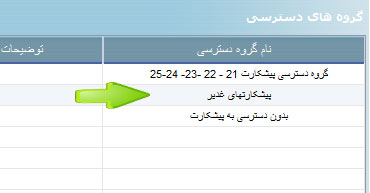 گروه های دسترسی
نام گروه دسترسی	توضیحات
گروه دسترسی پیشکارت 21 - 22 -23- 24-25
پیشکارتهای غدیر
بدون دسترسی به پیشکارت